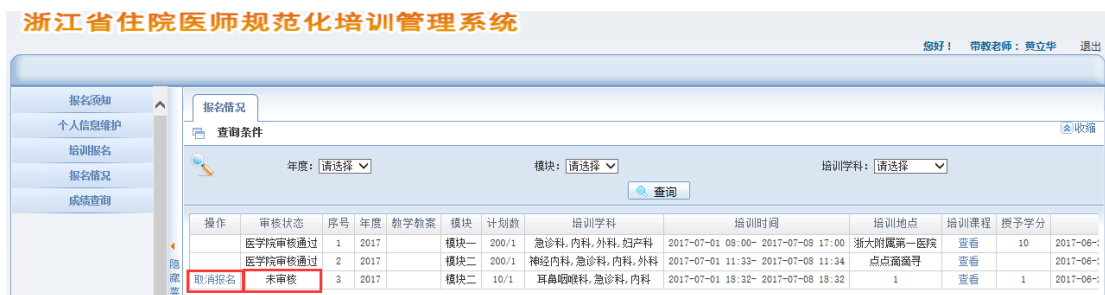 浙江省住院医师规范化培训管理系统
您好！ 带教老师：黄立华 退出
报名须知
个人信息维护
培训报名
报名情况
成绩查询
隐藏菜
报名情况
查询条件 收缩
年度： 请选择 模块： 请选择 培训学科： 请选择
查询
操作 审核状态 序号 年度 教学教案 模块 计划数 培训学科 培训时间 培训地点 培训课程 授予学分
医学院审核通过 1 2017 模块一 200/1 急诊科,内科,外科,妇产科 2017-07-01 08:00- 2017-07-08 17:00 浙大附属第一医院 查看 10 2017-06-
医学院审核通过 2 2017 模块二 200/1 神经内科,内科,内科,外科 2017-07-01 11:33- 2017-07-08 11:34 点点滴滴寻 查看 2017-06-
取消报名 未审核 3 2017 模块二 10/1 耳鼻咽喉科,急诊科,内科 2017-07-01 18:32- 2017-07-08 18:32 1 查看 1 2017-06-